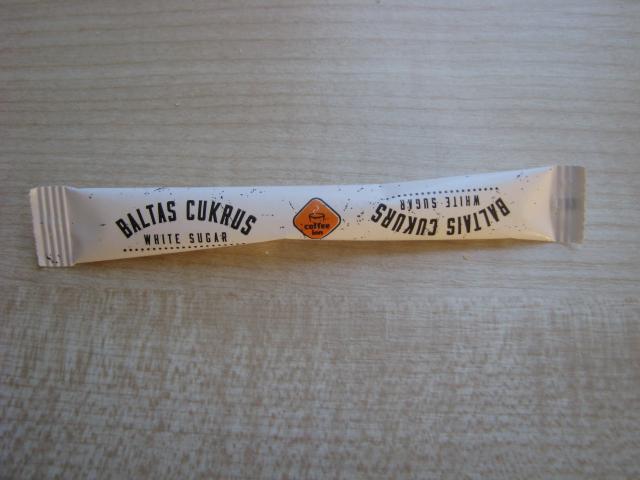 BALTAS CUKRUS
WHITE SUGAR
coffee
inn
BALTAIS CUKURS
WHITE SUGAR